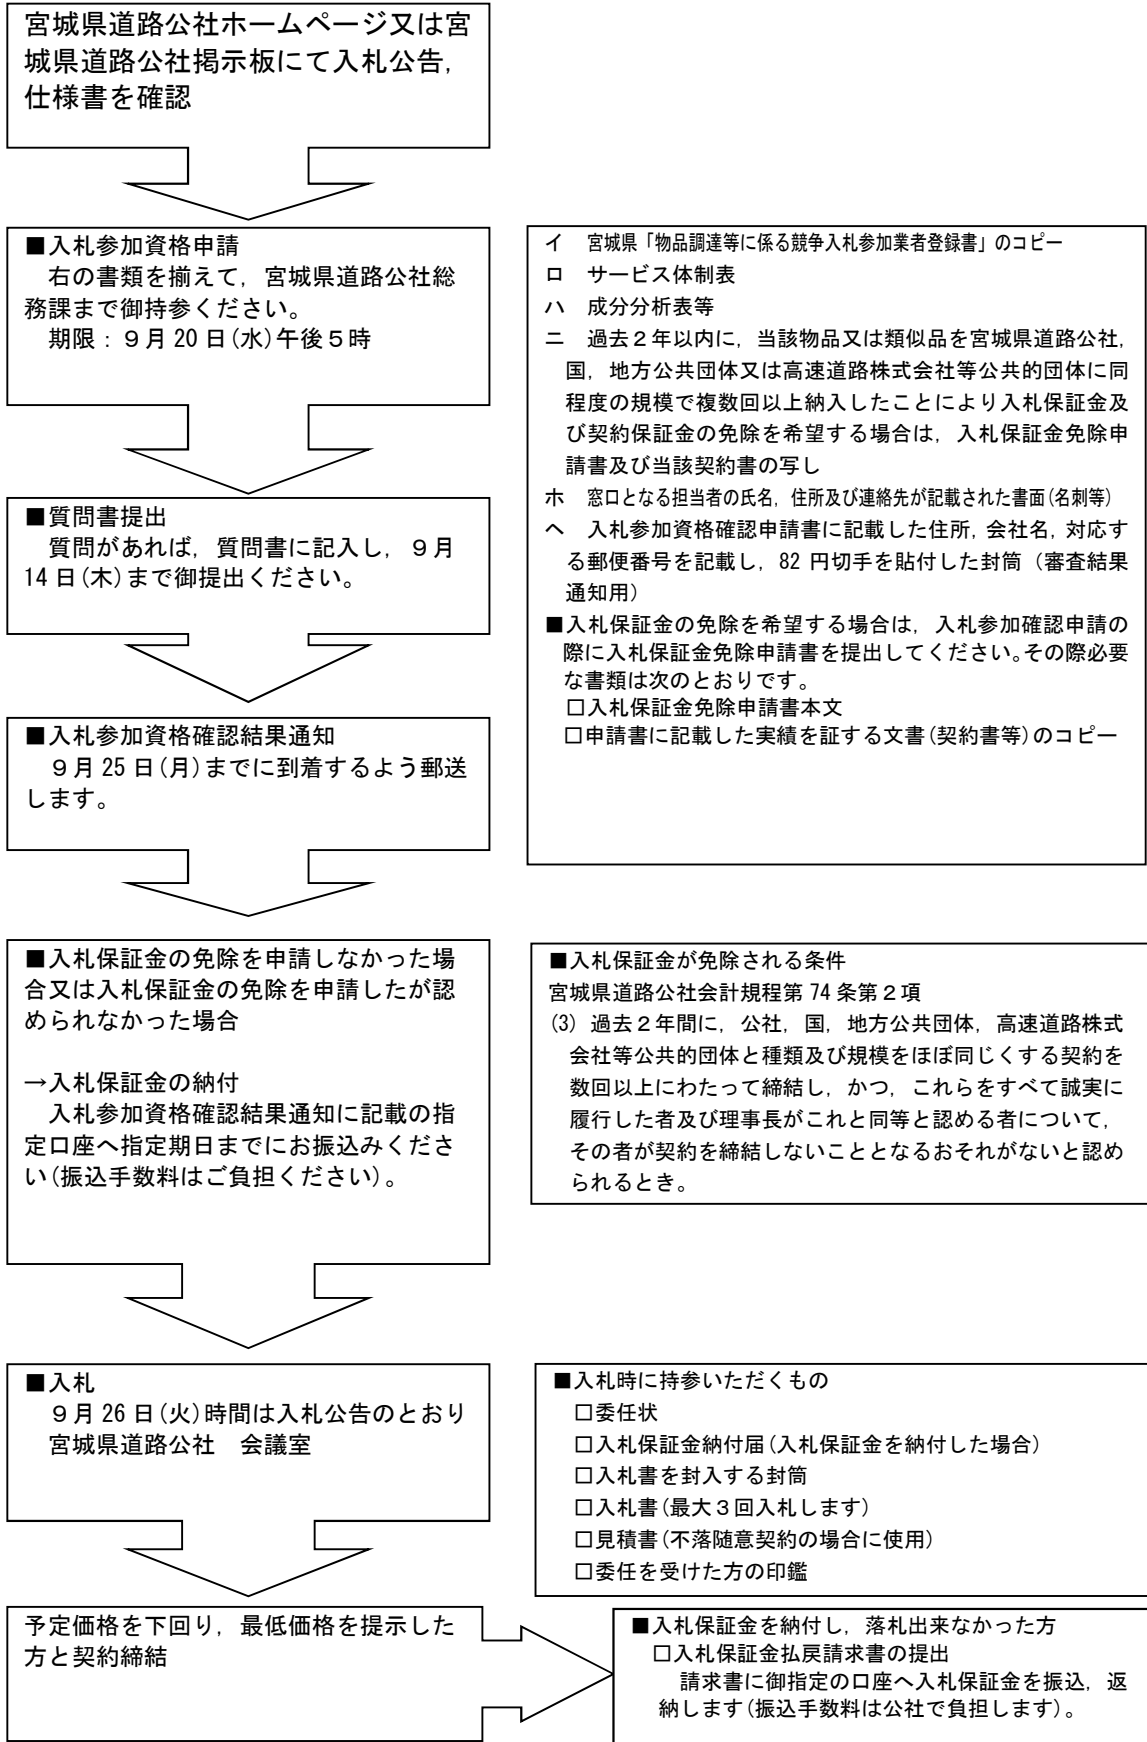 宮城県道路公社ホームページ又は宮
城県道路公社掲示板にて入札公告，
仕様書を確認
■入札参加資格申請
右の書類を揃えて，宮城県道路公社総
務課まで御持参ください。
期限：９月20日(水)午後５時
イ　宮城県「物品調達等に係る競争入札参加業者登録書」のコピー
ロ　サービス体制表
ハ　成分分析表等
ニ　過去２年以内に，当該物品又は類似品を宮城県道路公社，
国，地方公共団体又は高速道路株式会社等公共的団体に同
程度の規模で複数回以上納入したことにより入札保証金及
び契約保証金の免除を希望する場合は，入札保証金免除申
請書及び当該契約書の写し
ホ　窓口となる担当者の氏名，住所及び連絡先が記載された書面(名刺等)
ヘ　入札参加資格確認申請書に記載した住所，会社名，対応す
る郵便番号を記載し，82円切手を貼付した封筒（審査結果
通知用）
■入札保証金の免除を希望する場合は，入札参加確認申請の
際に入札保証金免除申請書を提出してください。その際必要
な書類は次のとおりです。
□入札保証金免除申請書本文
□申請書に記載した実績を証する文書(契約書等)のコピー
■質問書提出
質問があれば，質問書に記入し，９月
14日(木)まで御提出ください。
■入札参加資格確認結果通知
９月25日(月)までに到着するよう郵送
します。
■入札保証金の免除を申請しなかった場
合又は入札保証金の免除を申請したが認
められなかった場合
→入札保証金の納付
入札参加資格確認結果通知に記載の指
定口座へ指定期日までにお振込みくださ
い(振込手数料はご負担ください)。
■入札保証金が免除される条件
宮城県道路公社会計規程第74条第２項
(3) 過去２年間に，公社，国，地方公共団体，高速道路株式
会社等公共的団体と種類及び規模をほぼ同じくする契約を
数回以上にわたって締結し，かつ，これらをすべて誠実に
履行した者及び理事長がこれと同等と認める者について，
その者が契約を締結しないこととなるおそれがないと認め
られるとき。
■入札
９月26日(火)時間は入札公告のとおり
宮城県道路公社　会議室
■入札時に持参いただくもの
□委任状
□入札保証金納付届(入札保証金を納付した場合)
□入札書を封入する封筒
□入札書(最大３回入札します)
□見積書(不落随意契約の場合に使用)
□委任を受けた方の印鑑
予定価格を下回り，最低価格を提示した
方と契約締結
■入札保証金を納付し，落札出来なかった方
□入札保証金払戻請求書の提出
請求書に御指定の口座へ入札保証金を振込，返
納します(振込手数料は公社で負担します)。